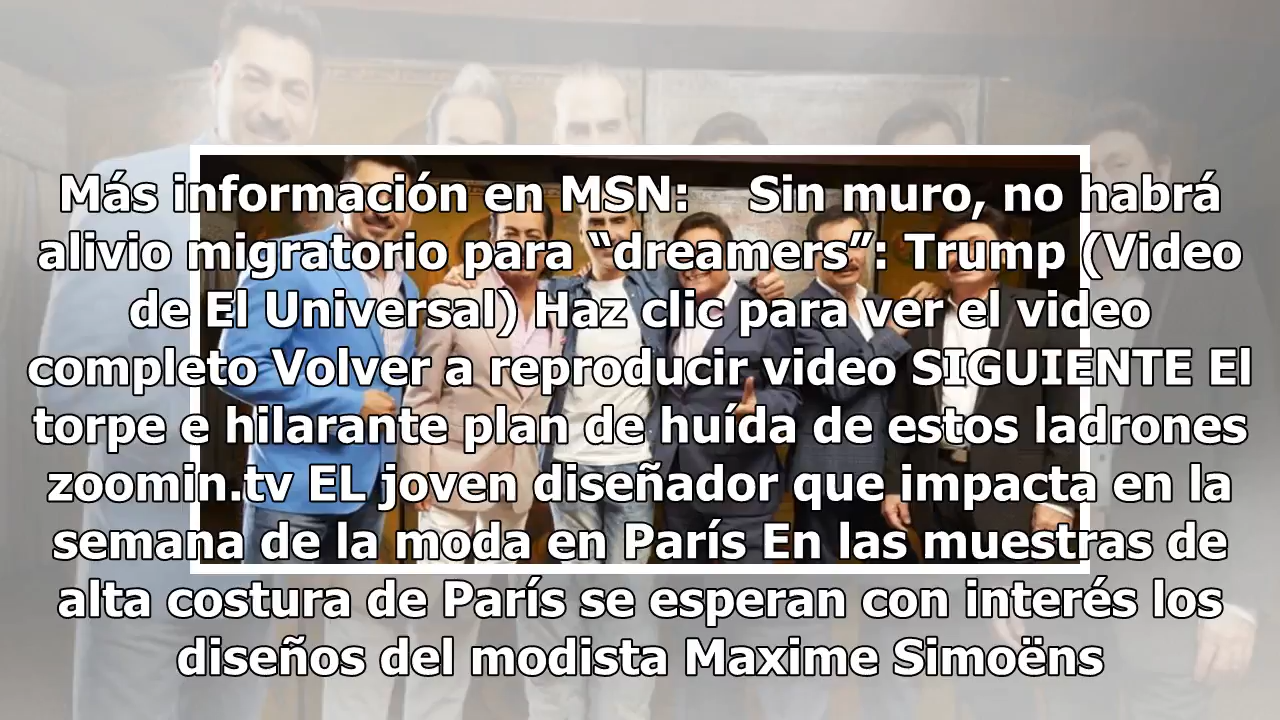 Más información en MSN: Sin muro, no habrá
alivio migratorio para “dreamers”: Trump (Video
de El Universal) Haz clic para ver el video
completo Volver a reproducir video SIGUIENTE El
torpe e hilarante plan de huída de estos ladrones
zoomin.tv EL joven diseñador que impacta en la
semana de la moda en París En las muestras de
alta costura de París se esperan con interés los
diseños del modista Maxime Simoëns